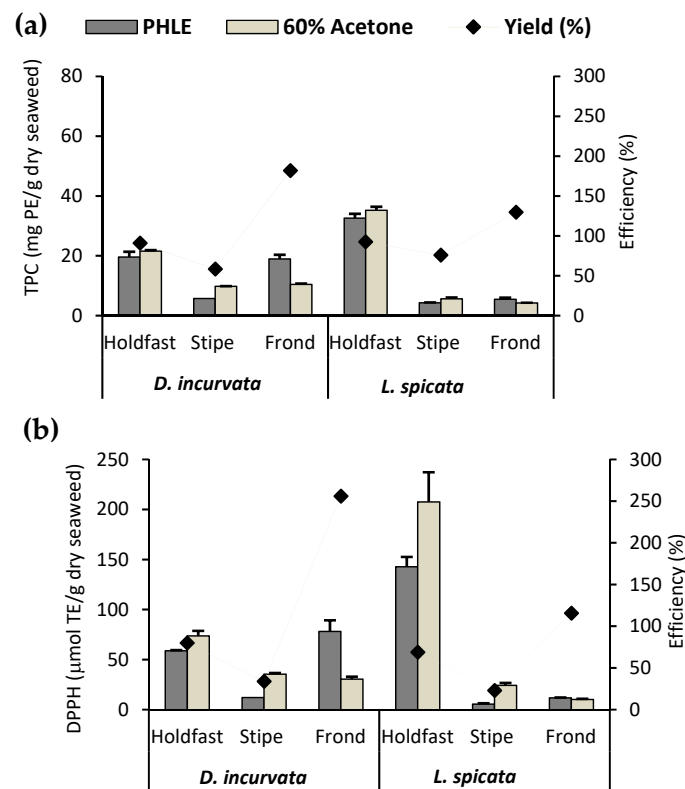 (a) PHLE 60% Acetone Yield (%)
80
60
40
20
0
TPC (mg PE/g dry seaweed)
300
250
200
150
100
50
0
Efficiency (%)
Holdfast Stipe Frond Holdfast Stipe Frond
D. incurvata L. spicata
(b)
250
200
150
100
50
0
DPPH (μmol TE/g dry seaweed)
300
250
200
150
100
50
0
Efficiency (%)
Holdfast Stipe Frond Holdfast Stipe Frond
D. incurvata L. spicata